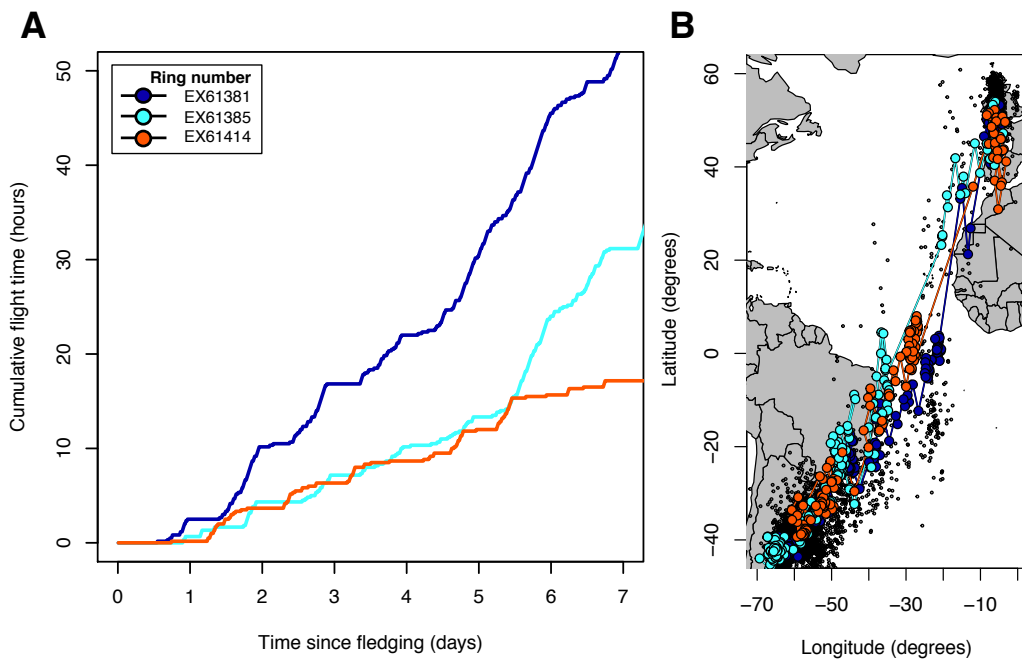 A
B
Ring number
EX61381
EX61385
EX61414
50
40
30
20
10
0
Cumulative flight time (hours)
0 1 2 3 4 5 6 7
Time since fledging (days)
60
40
20
0
−20
−40
Latitude (degrees)
−70 −50 −30 −10
Longitude (degrees)